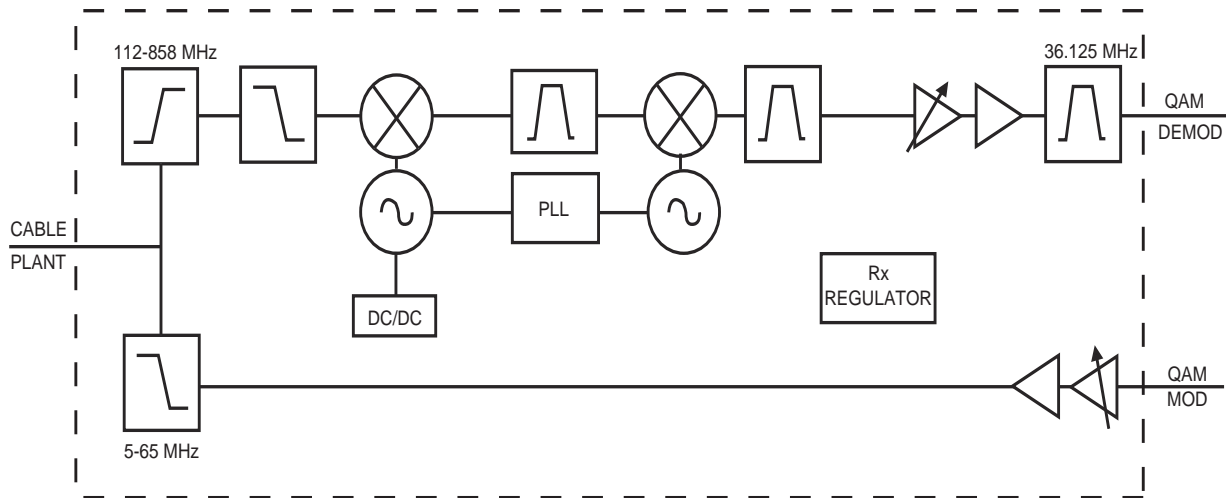 112-858 MHz
36.125 MHz
QAM
DEMOD
PLL
CABLE
PLANT
Rx
REGULATOR
DC/DC
QAM
MOD
5-65 MHz